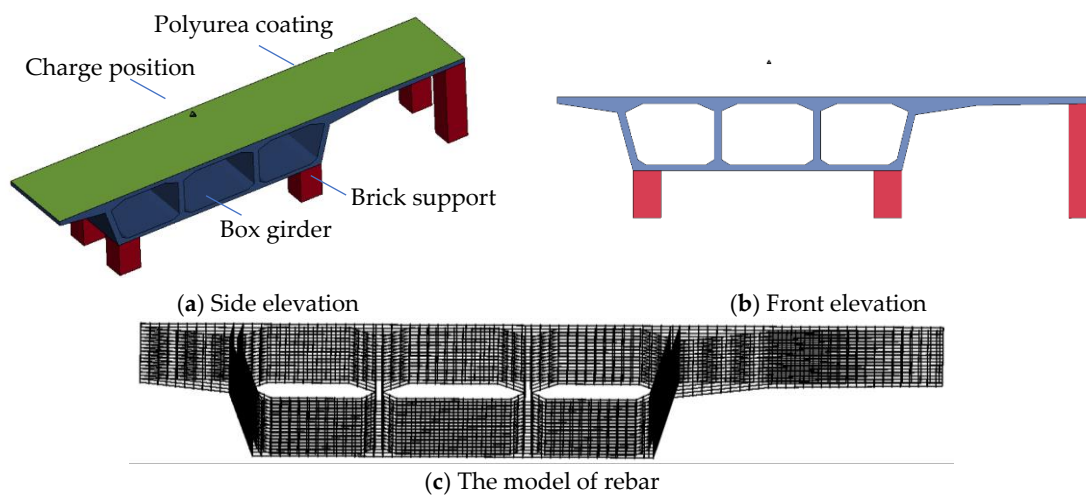 Polyurea coating
Charge position
Brick support
Box girder
(a) Side elevation
(b) Front elevation
(c) The model of rebar